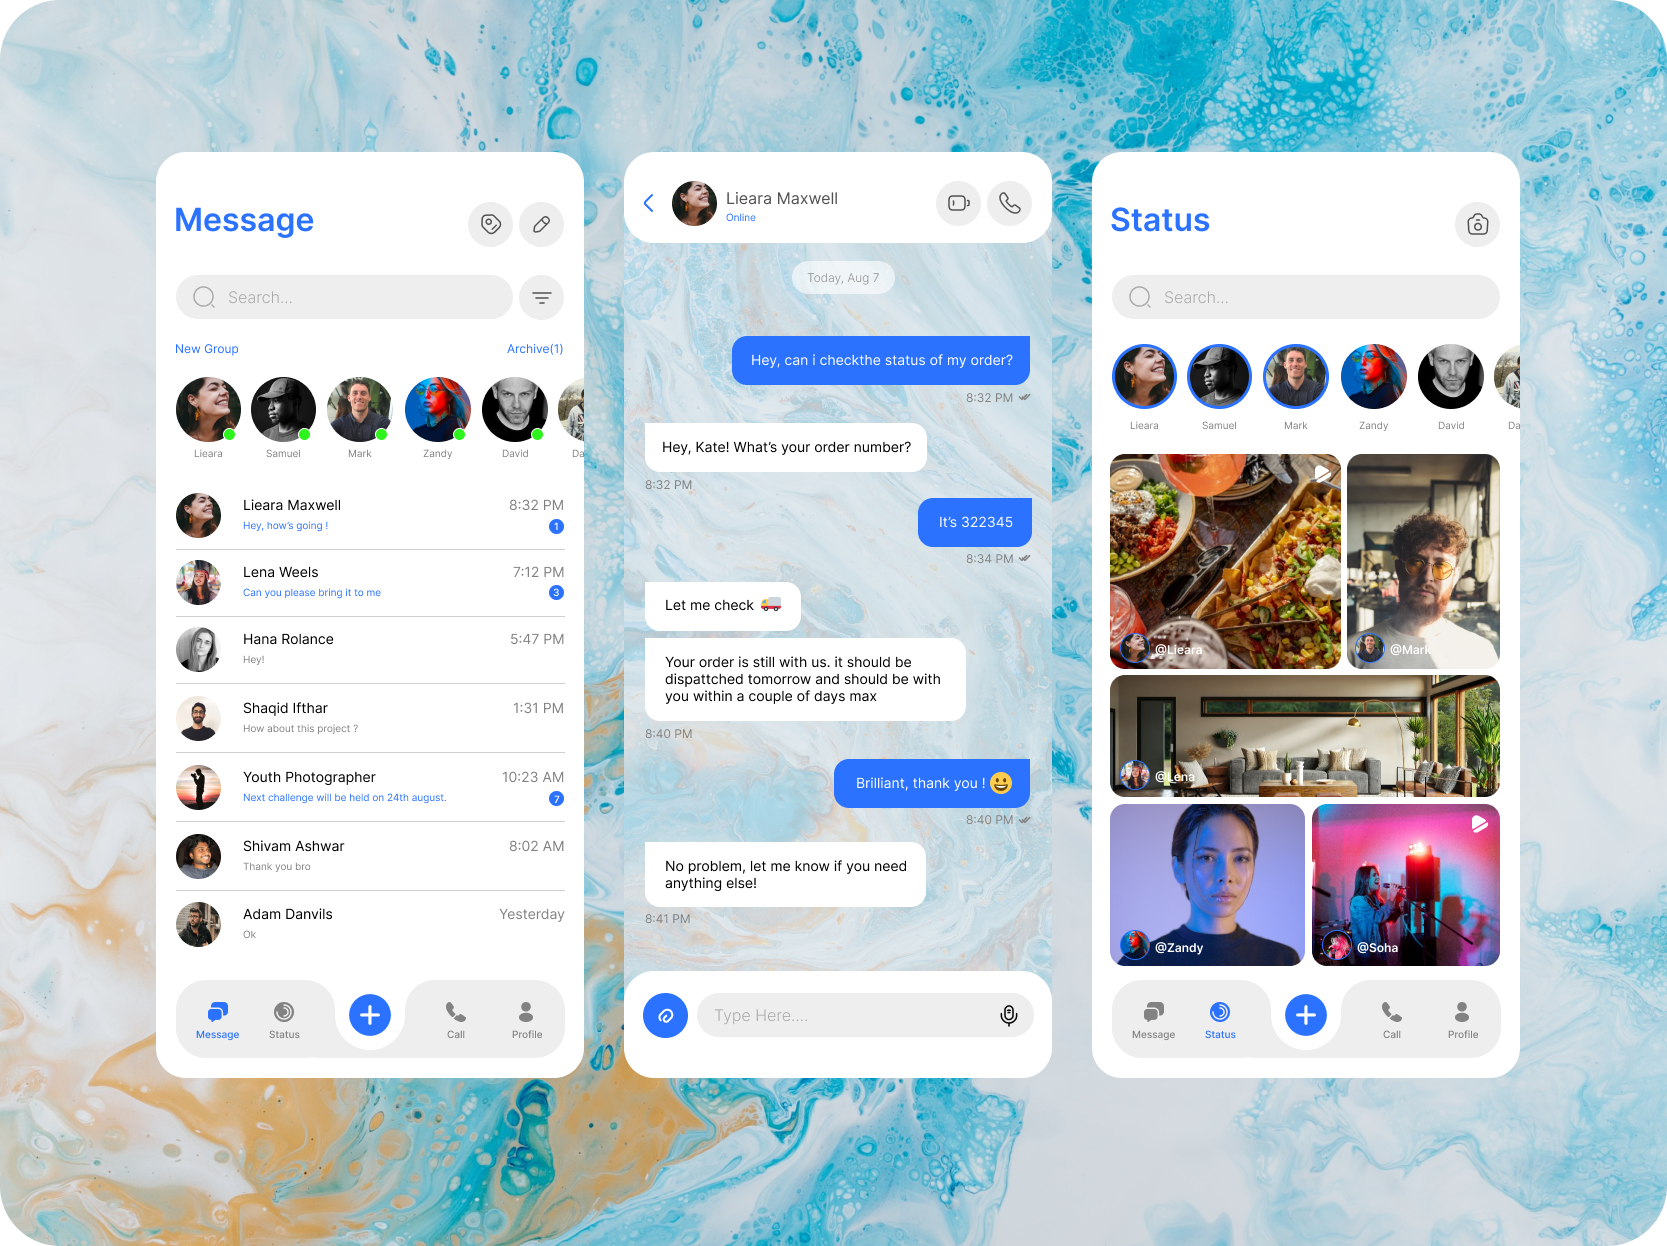 Message
Search...
New Group
Archive(1)
Lieara
Samuel
Mark
Zandy
David
Da
Lieara Maxwell
8:32 PM
Hey, how's going !
1
Lena Weels
7:12 PM
Can you please bring it to me
3
Hana Rolance
5:47 PM
Hey!
Shaqid Ifthar
1:31 PM
How about this project ?
Youth Photographer
10:23 AM
Next challenge will be held on 24th august.
7
Shivam Ashwar
8:02 AM
Thank you bro
Adam Danvils
Yesterday
Ok
Message
Status
Call
Profile
Lieara Maxwell
Online
Today, Aug 7
Hey, can i checkthe status of my order?
8:32 PM
Hey, Kate! What's your order number?
8:32 PM
It's 322345
8:34 PM
Let me check 🚚
Your order is still with us. it should be
dispattched tomorrow and should be with
you within a couple of days max
8:40 PM
Brilliant, thank you ! 😀
8:40 PM
No problem, let me know if you need
anything else!
8:41 PM
Type Here....
Status
Search...
Lieara
Samuel
Mark
Zandy
David
Da
@Lieara
@Mark
@Lena
@Zandy
@Soha
Message
Status
Call
Profile